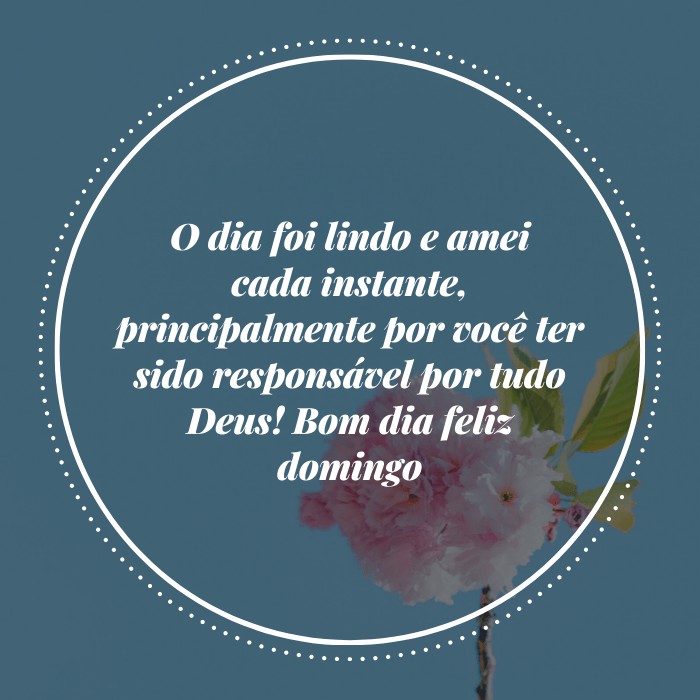 O dia foi lindo e amei
cada instante,
principalmente por você ter
sido responsável por tudo
Deus! Bom dia feliz
domingo